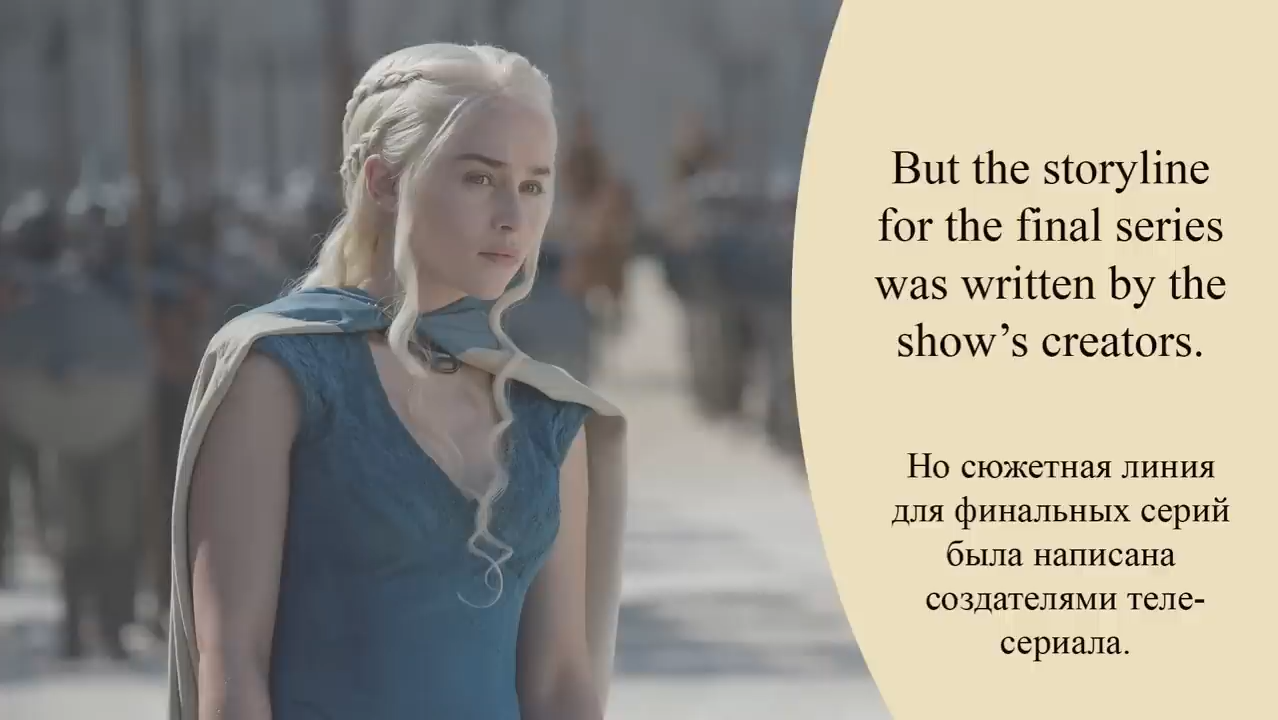 But the storyline
for the final series
was written by the
show’s creators.
Но сюжетная линия
для финальных серий
была написана
создателями теле-
сериала.